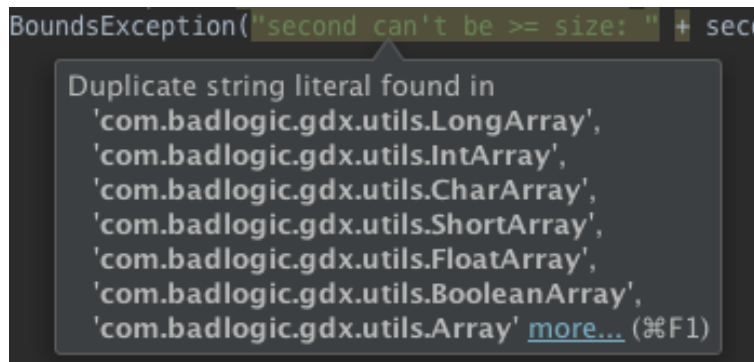 BoundsException("second can't be >= size: " + seco
Duplicate string literal found in
'com.badlogic.gdx.utils.LongArray',
'com.badlogic.gdx.utils.IntArray',
'com.badlogic.gdx.utils.CharArray',
'com.badlogic.gdx.utils.ShortArray',
'com.badlogic.gdx.utils.FloatArray',
'com.badlogic.gdx.utils.BooleanArray',
'com.badlogic.gdx.utils.Array' more... (⌘F1)